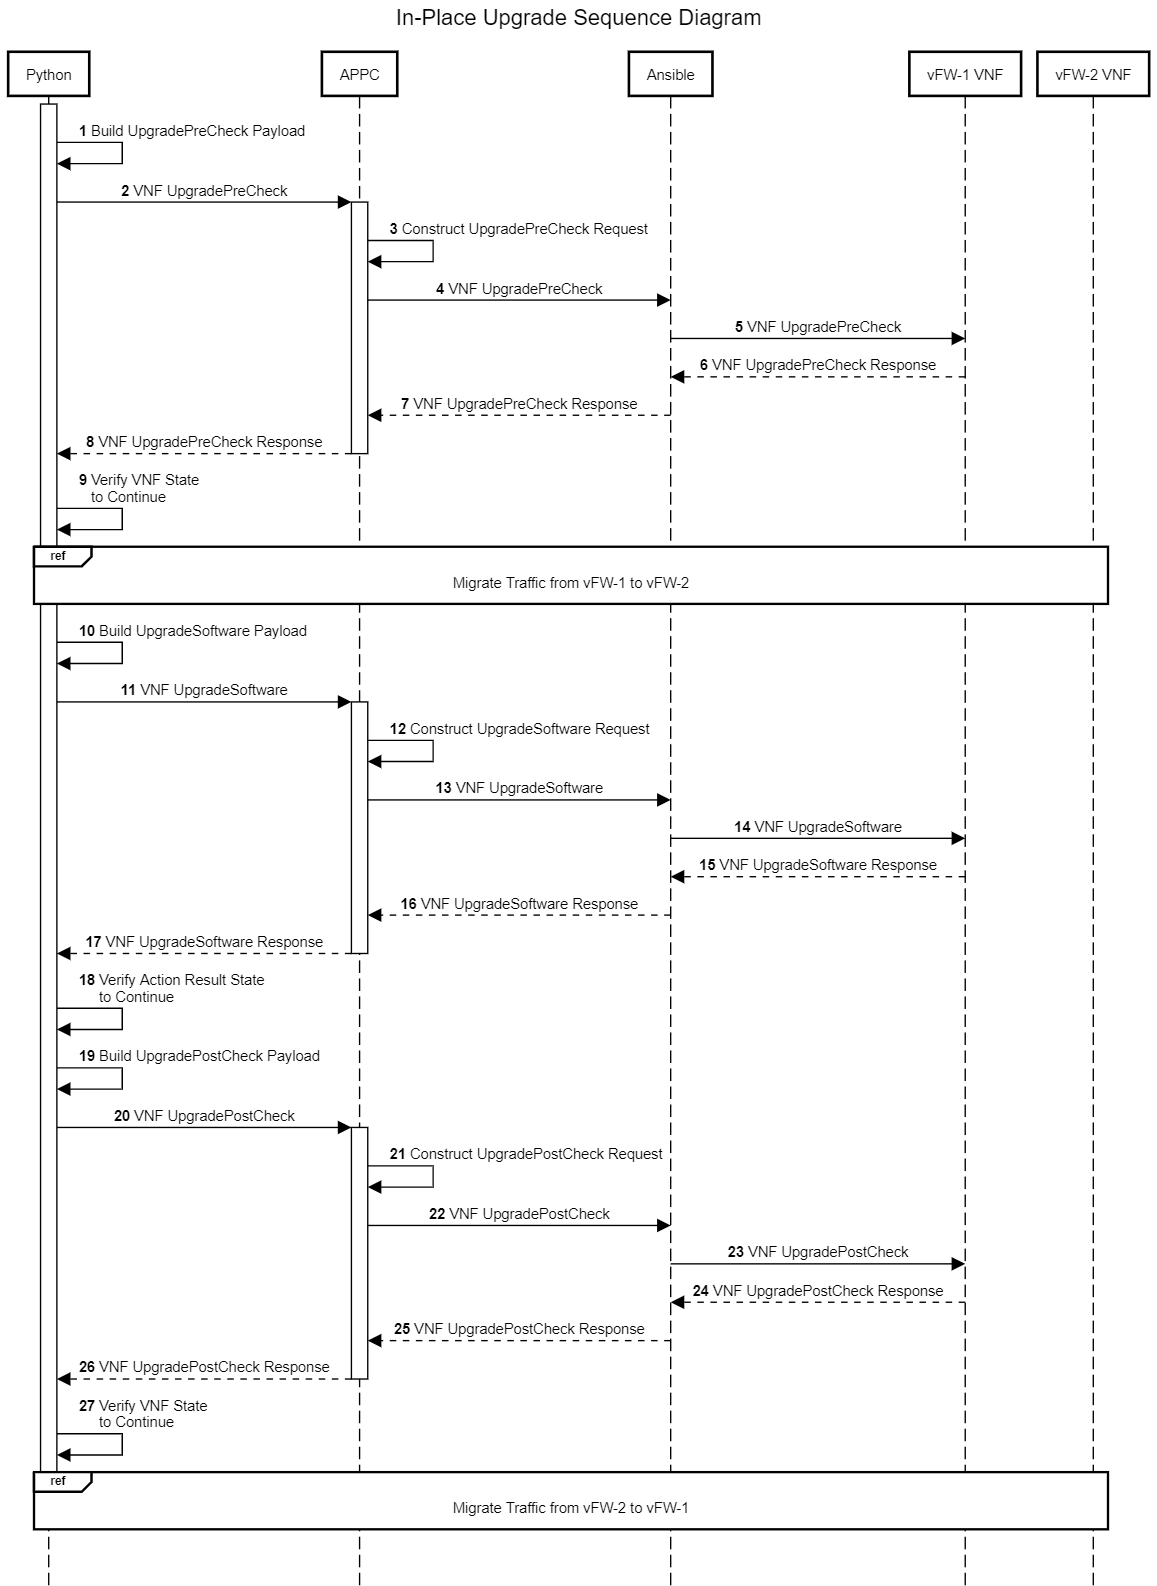 In-Place Upgrade Sequence Diagram
Python
APPC
Ansible
vFW-1 VNF
vFW-2 VNF
1 Build UpgradePreCheck Payload
2 VNF UpgradePreCheck
3 Construct UpgradePreCheck Request
4 VNF UpgradePreCheck
5 VNF UpgradePreCheck
6 VNF UpgradePreCheck Response
7 VNF UpgradePreCheck Response
8 VNF UpgradePreCheck Response
9 Verify VNF State
to Continue
ref
Migrate Traffic from vFW-1 to vFW-2
10 Build UpgradeSoftware Payload
11 VNF UpgradeSoftware
12 Construct UpgradeSoftware Request
13 VNF UpgradeSoftware
14 VNF UpgradeSoftware
15 VNF UpgradeSoftware Response
16 VNF UpgradeSoftware Response
17 VNF UpgradeSoftware Response
18 Verify Action Result State
to Continue
19 Build UpgradePostCheck Payload
20 VNF UpgradePostCheck
21 Construct UpgradePostCheck Request
22 VNF UpgradePostCheck
23 VNF UpgradePostCheck
24 VNF UpgradePostCheck Response
25 VNF UpgradePostCheck Response
26 VNF UpgradePostCheck Response
27 Verify VNF State
to Continue
ref
Migrate Traffic from vFW-2 to vFW-1